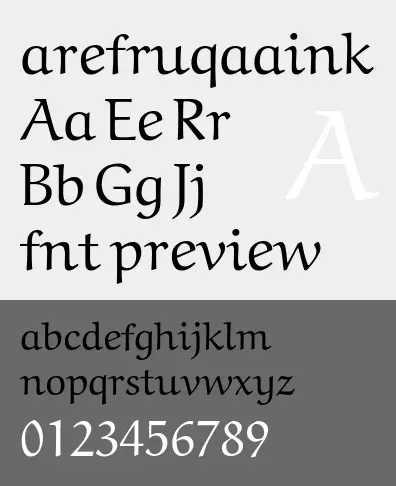 arefruqaaink
Aa Ee Rr
A
Bb Gg Jj
fnt preview
abcdefghijklm
nopqrstuvwxyz
0123456789